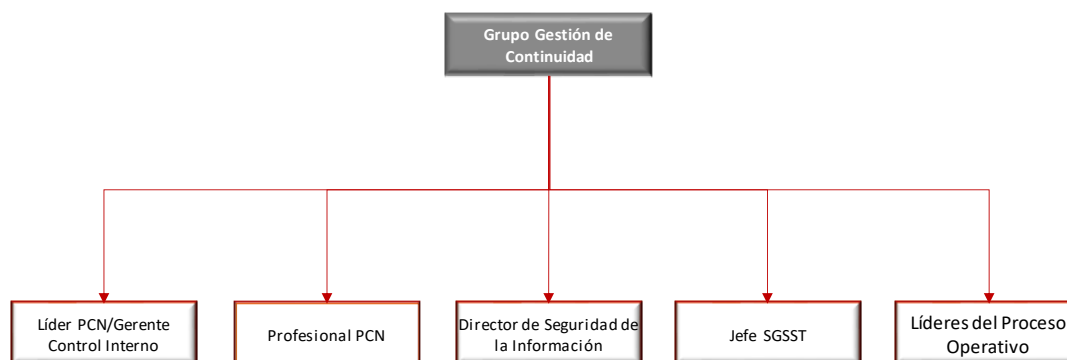 Grupo Gestión de
Continuidad
Líder PCN/Gerente
Control Interno
Profesional PCN
Director de Seguridad de
la Información
Jefe SGSST
Líderes del Proceso
Operativo